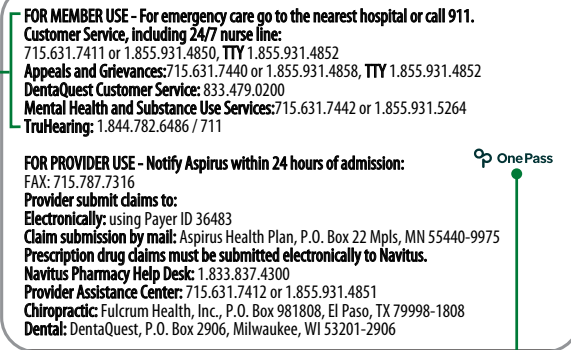 FOR MEMBER USE - For emergency care go to the nearest hospital or call 911.
Customer Service, including 24/7 nurse line:
715.631.7411 or 1.855.931.4850, TTY 1.855.931.4852
Appeals and Grievances:715.631.7440 or 1.855.931.4858, TTY 1.855.931.4852
DentaQuest Customer Service: 833.479.0200
Mental Health and Substance Use Services:715.631.7442 or 1.855.931.5264
TruHearing: 1.844.782.6486 / 711
FOR PROVIDER USE - Notify Aspirus within 24 hours of admission:
OnePass
FAX: 715.787.7316
Provider submit claims to:
Electronically: using Payer ID 36483
Claim submission by mail: Aspirus Health Plan, P.O. Box 22 Mpls, MN 55440-9975
Prescription drug claims must be submitted electronically to Navitus.
Navitus Pharmacy Help Desk: 1.833.837.4300
Provider Assistance Center: 715.631.7412 or 1.855.931.4851
Chiropractic: Fulcrum Health, Inc., P.O. Box 981808, El Paso, TX 79998-1808
Dental: DentaQuest, P.O. Box 2906, Milwaukee, WI 53201-2906